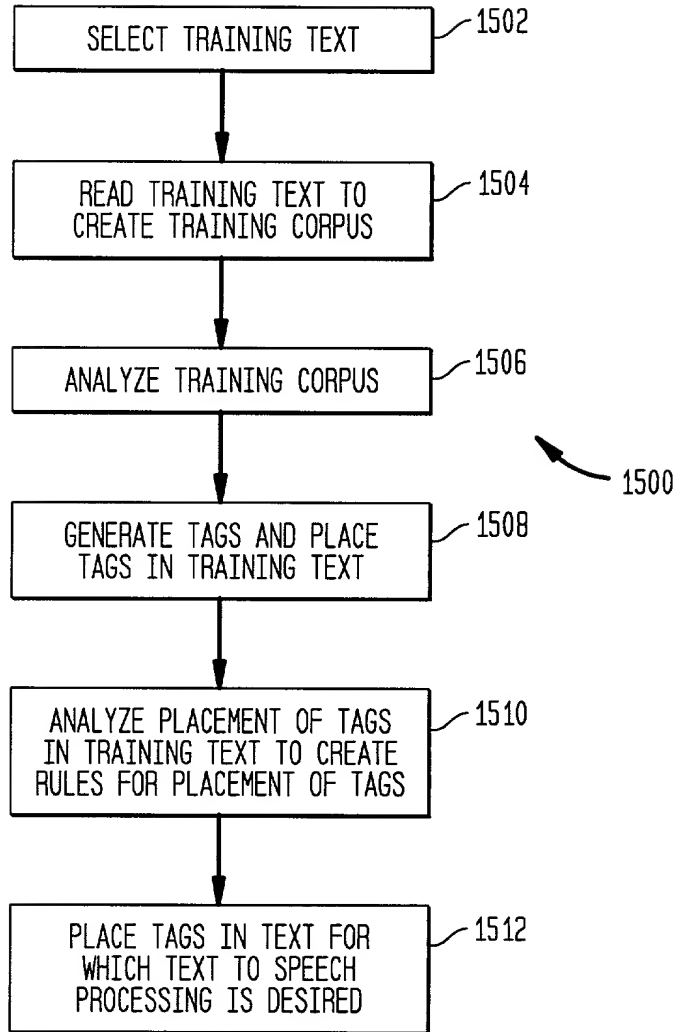 SELECT TRAINING TEXT
1502
READ TRAINING TEXT TO
CREATE TRAINING CORPUS
1504
ANALYZE TRAINING CORPUS
1506
1500
GENERATE TAGS AND PLACE
TAGS IN TRAINING TEXT
1508
ANALYZE PLACEMENT OF TAGS
IN TRAINING TEXT TO CREATE
RULES FOR PLACEMENT OF TAGS
1510
PLACE TAGS IN TEXT FOR
WHICH TEXT TO SPEECH
PROCESSING IS DESIRED
1512